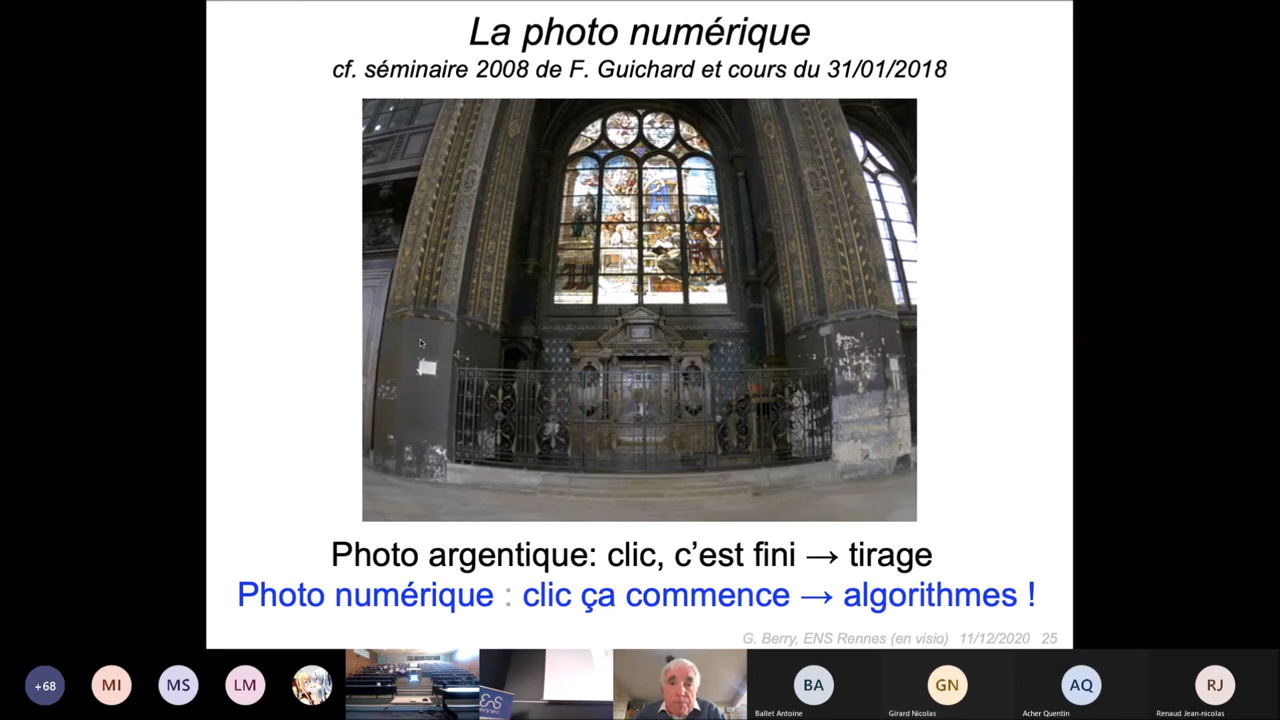 La photo numérique
cf. séminaire 2008 de F. Guichard et cours du 31/01/2018
Photo argentique: clic, c’est fini → tirage
Photo numérique : clic ça commence → algorithmes !
G. Berry, ENS Rennes (en visio) 11/12/2020 25
+68
MI
MS
LM
BA
GN
AQ
RJ
Ballet Antoine
Girard Nicolas
Acher Quentin
Renaud Jean-nicolas